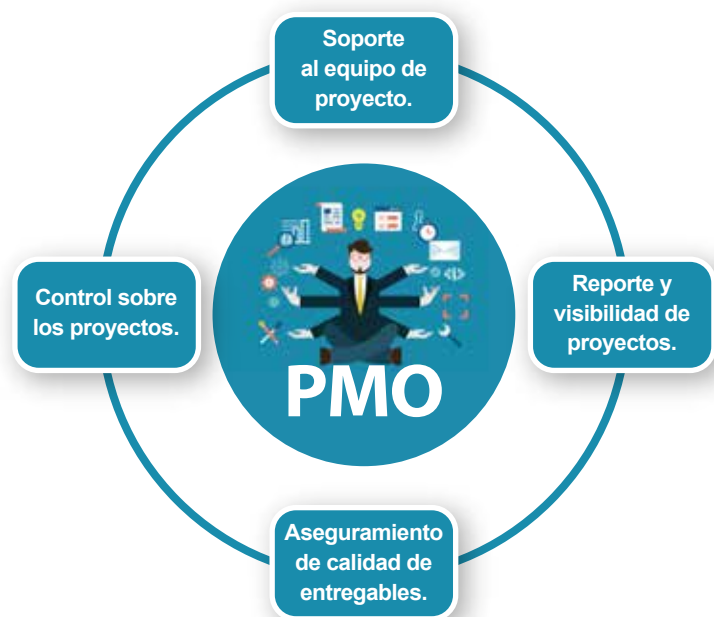 Soporte
al equipo de
proyecto.
Control sobre
los proyectos.
PMO
Reporte y
visibilidad de
proyectos.
Aseguramiento
de calidad de
entregables.